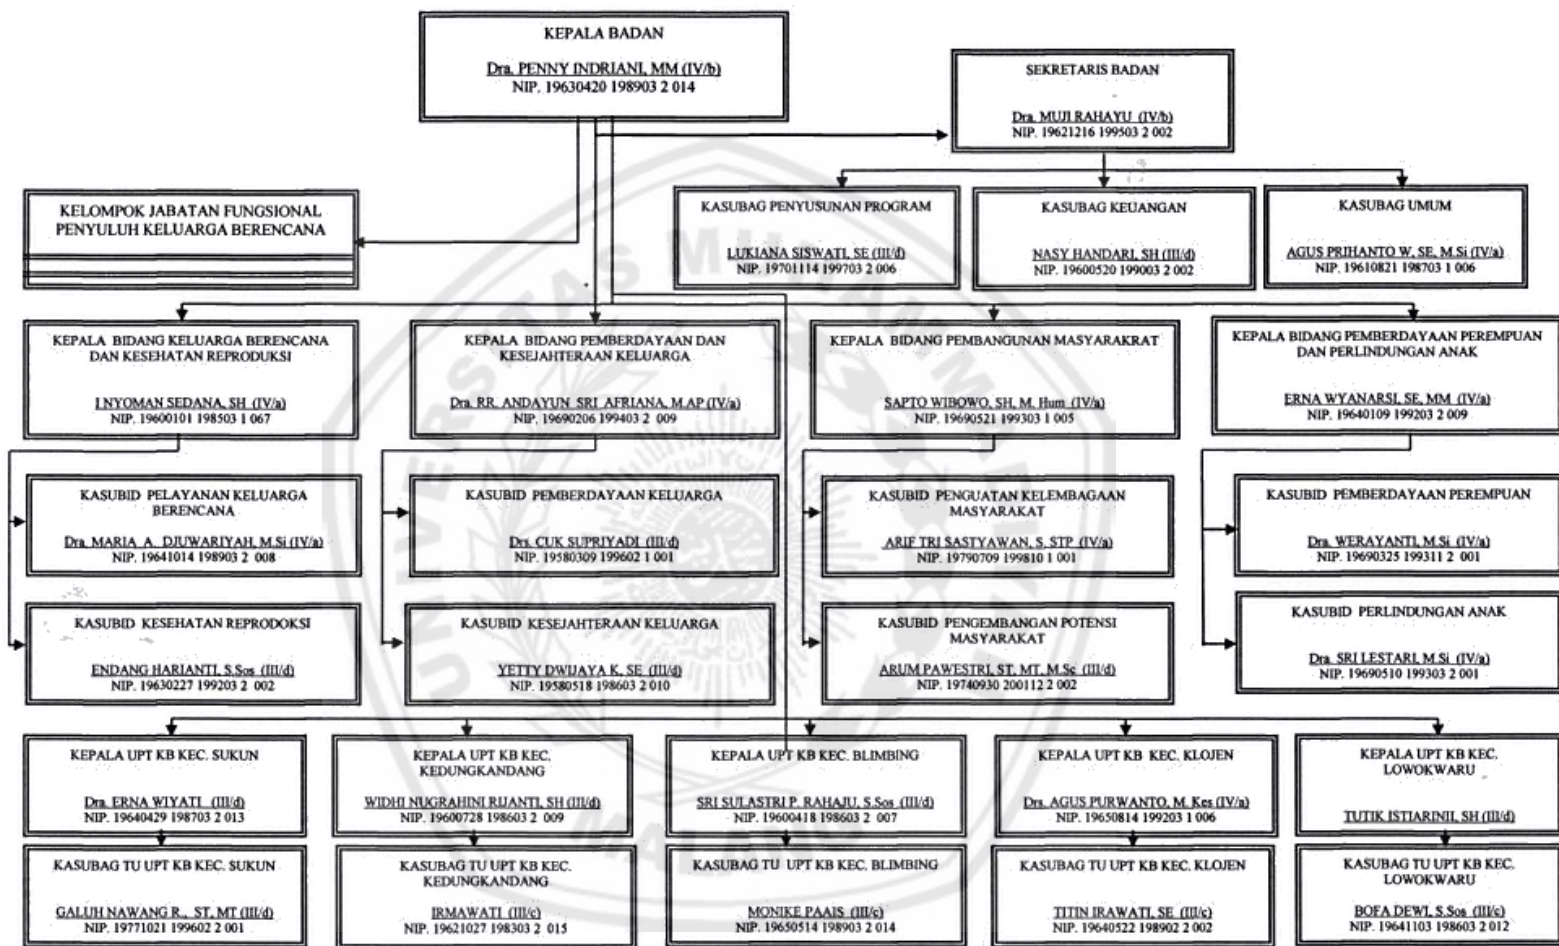 KEPALA BADAN
Dra. PENNY INDRIANI, MM (IV/b)
NIP. 19630420 198903 2 014
SEKRETARIS BADAN
Dra. MUJI RAHAYU (IV/b)
NIP. 19621216 199503 2 002
KELOMPOK JABATAN FUNGSIONAL
PENYULUH KELUARGA BERENCANA
KASUBAG PENYUSUNAN PROGRAM
LUKIANA SISWATI, SE (III/d)
NIP. 19701114 199703 2 006
KASUBAG KEUANGAN
NASY HANDARI, SH (III/d)
NIP. 19600520 199003 2 002
KASUBAG UMUM
AGUS PRIHANTO W, SE, M.Si (IV/a)
NIP. 19610821 198703 1 006
KEPALA BIDANG KELUARGA BERENCANA
DAN KESEHATAN REPRODUKSI
I NYOMAN SEDANA, SH (IV/a)
NIP. 19600101 198503 1 067
KEPALA BIDANG PEMBERDAYAAN DAN
KESEJAHTERAAN KELUARGA
Dra. RR. ANDAYUN SRI AFRIANA, M.AP (IV/a)
NIP. 19690206 199403 2 009
KEPALA BIDANG PEMBANGUNAN MASYARAKRAT
SAPTO WIBOWO, SH, M. Hum (IV/a)
NIP. 19690521 199303 1 005
KEPALA BIDANG PEMBERDAYAAN PEREMPUAN
DAN PERLINDUNGAN ANAK
ERNA WYANARSI, SE, MM (IV/a)
NIP. 19640109 199203 2 009
KASUBID PELAYANAN KELUARGA
BERENCANA
Dra. MARIA A. DJUWARIYAH, M.Si (IV/a)
NIP. 19641014 198903 2 008
KASUBID PEMBERDAYAAN KELUARGA
Drs. CUK SUPRIYADI (III/d)
NIP. 19580309 199602 1 001
KASUBID PENGUATAN KELEMBAGAAN
MASYARAKAT
ARIF TRI SASTYAWAN, S, STP (IV/a)
NIP. 19790709 199810 1 001
KASUBID PEMBERDAYAAN PEREMPUAN
Dra. WERAYANTI, M.Si (IV/a)
NIP. 19690325 199311 2 001
KASUBID KESEHATAN REPRODOKSI
ENDANG HARIANTI, S.Sos (III/d)
NIP. 19630227 199203 2 002
KASUBID KESEJAHTERAAN KELUARGA
YETTY DWIJAYA K, SE (III/d)
NIP. 19580518 198603 2 010
KASUBID PENGEMBANGAN POTENSI
MASYARAKAT
ARUM PAWESTRI, ST, MT, M.Sc (III/d)
NIP. 19740930 200112 2 002
KASUBID PERLINDUNGAN ANAK
Dra. SRI LESTARI, M.Si (IV/a)
NIP. 19690510 199303 2 001
KEPALA UPT KB KEC. SUKUN
Dra. ERNA WIYATI (III/d)
NIP. 19640429 198703 2 013
KEPALA UPT KB KEC.
KEDUNGKANDANG
WIDHI NUGRAHINI RIJANTI, SH (III/d)
NIP. 19600728 198603 2 009
KEPALA UPT KB KEC. BLIMBING
SRI SULASTRI P. RAHAJU, S.Sos (III/d)
NIP. 19600418 198603 2 007
KEPALA UPT KB KEC. KLOJEN
Drs. AGUS PURWANTO, M. Kes (IV/a)
NIP. 19650814 199203 1 006
KEPALA UPT KB KEC.
LOWOKWARU
TUTIK ISTIARINII, SH (III/d)
KASUBAG TU UPT KB KEC. SUKUN
GALUH NAWANG R., ST, MT (III/d)
NIP. 19771021 199602 2 001
KASUBAG TU UPT KB KEC.
KEDUNGKANDANG
IRMAWATI (III/c)
NIP. 19621027 198303 2 015
KASUBAG TU UPT KB KEC. BLIMBING
MONIKE PAAIS (III/c)
NIP. 19650514 198903 2 014
KASUBAG TU UPT KB KEC. KLOJEN
TITIN IRAWATI, SE (III/c)
NIP. 19640522 198902 2 002
KASUBAG TU UPT KB KEC.
LOWOKWARU
BOFA DEWI, S.Sos (III/c)
NIP. 19641103 198603 2 012
UNIVERSITAS MUHAMMADIYAH
MALANG